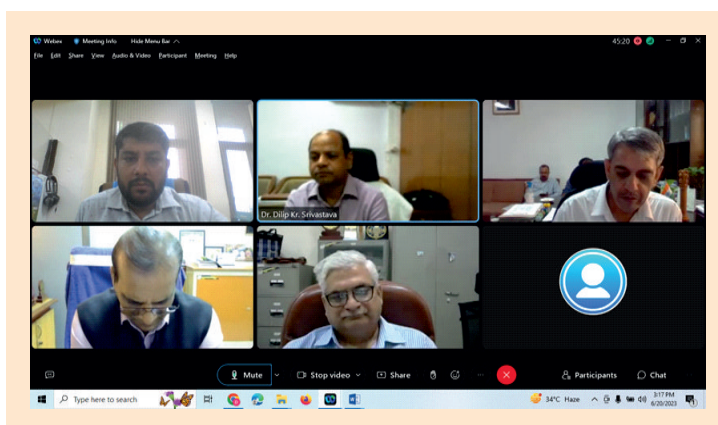 Webex Meeting Info Hide Menu Bar
45:20
File Edit Share View Audio & Video Participant Meeting Help
Dr. Dilip Kr. Srivastava
Mute Stop video Share Participants Chat
Type here to search 34°C Haze 3:17 PM
6/20/2023